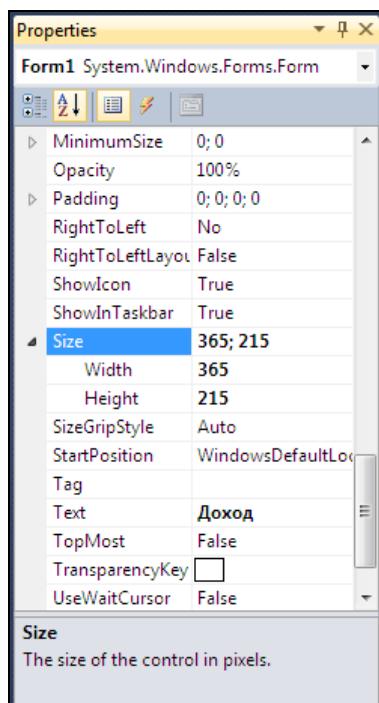 Properties
Form1 System.Windows.Forms.Form
MinimumSize 0; 0
Opacity 100%
Padding 0; 0; 0; 0
RightToLeft No
RightToLeftLayou False
ShowIcon True
ShowInTaskbar True
Size 365; 215
Width 365
Height 215
SizeGripStyle Auto
StartPosition WindowsDefaultLoc
Tag
Text Доход
TopMost False
TransparencyKey
UseWaitCursor False
Size
The size of the control in pixels.